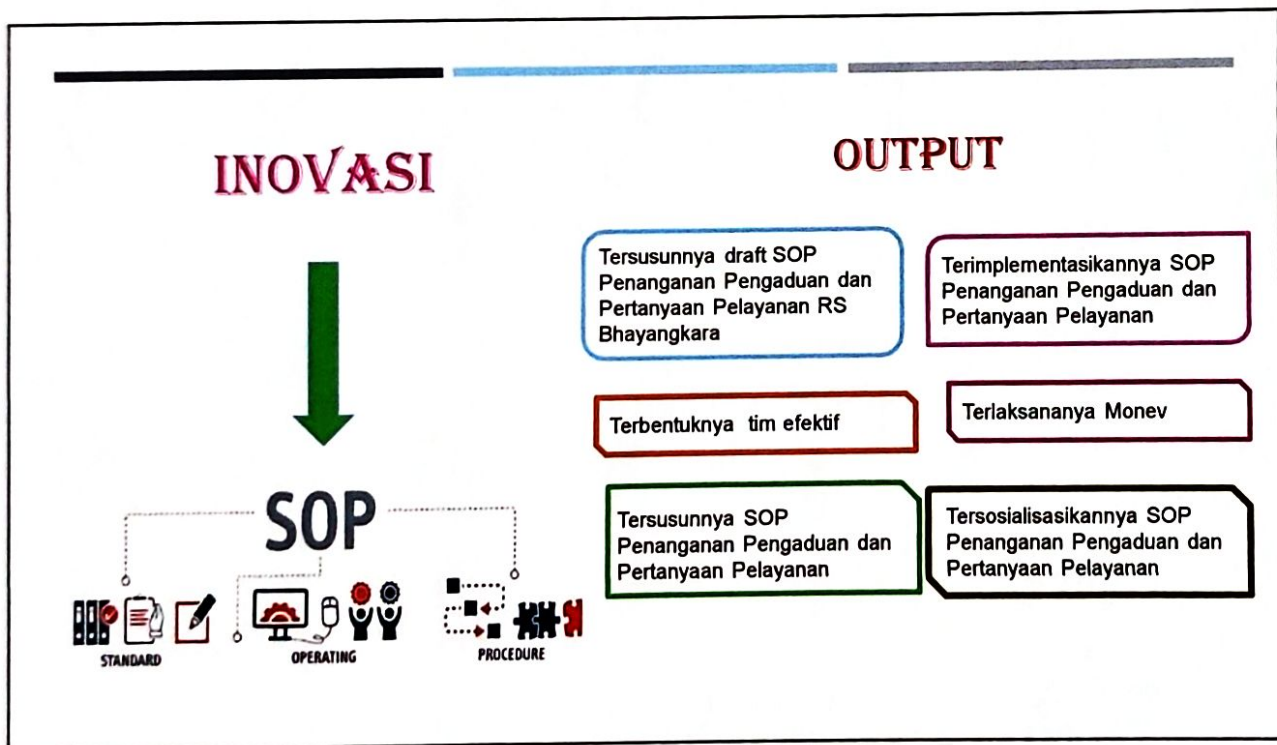 INOVASI
SOP
STANDARD
OPERATING
PROCEDURE
OUTPUT
Tersusunnya draft SOP
Penanganan Pengaduan dan
Pertanyaan Pelayanan RS
Bhayangkara
Terimplementasikannya SOP
Penanganan Pengaduan dan
Pertanyaan Pelayanan
Terbentuknya tim efektif
Terlaksananya Monev
Tersusunnya SOP
Penanganan Pengaduan dan
Pertanyaan Pelayanan
Tersosialisasikannya SOP
Penanganan Pengaduan dan
Pertanyaan Pelayanan